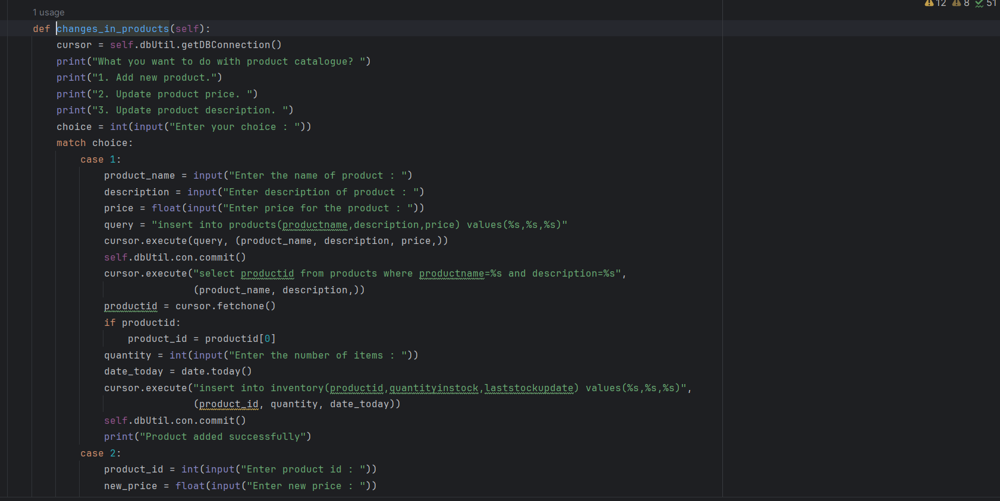 12 8 51
1 usage
def changes_in_products(self):
    cursor = self.dbUtil.getDBConnection()
    print("What you want to do with product catalogue? ")
    print("1. Add new product.")
    print("2. Update product price. ")
    print("3. Update product description. ")
    choice = int(input("Enter your choice : "))
    match choice:
        case 1:
            product_name = input("Enter the name of product : ")
            description = input("Enter description of product : ")
            price = float(input("Enter price for the product : "))
            query = "insert into products(productname,description,price) values(%s,%s,%s)"
            cursor.execute(query, (product_name, description, price,))
            self.dbUtil.con.commit()
            cursor.execute("select productid from products where productname=%s and description=%s",
                           (product_name, description,))
            productid = cursor.fetchone()
            if productid:
                product_id = productid[0]
            quantity = int(input("Enter the number of items : "))
            date_today = date.today()
            cursor.execute("insert into inventory(productid,quantityinstock,laststockupdate) values(%s,%s,%s)",
                           (product_id, quantity, date_today))
            self.dbUtil.con.commit()
            print("Product added successfully")
        case 2:
            product_id = int(input("Enter product id : "))
            new_price = float(input("Enter new price : "))